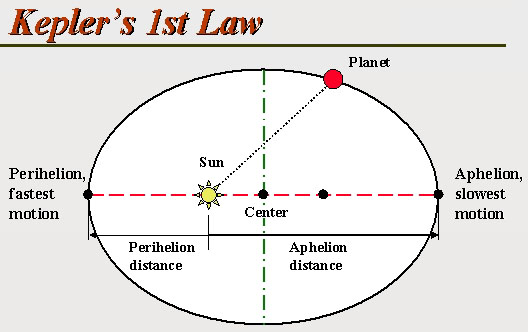 Kepler's 1st Law
Planet
Sun
Perihelion,
fastest
motion
Aphelion,
slowest
motion
Center
Perihelion
distance
Aphelion
distance